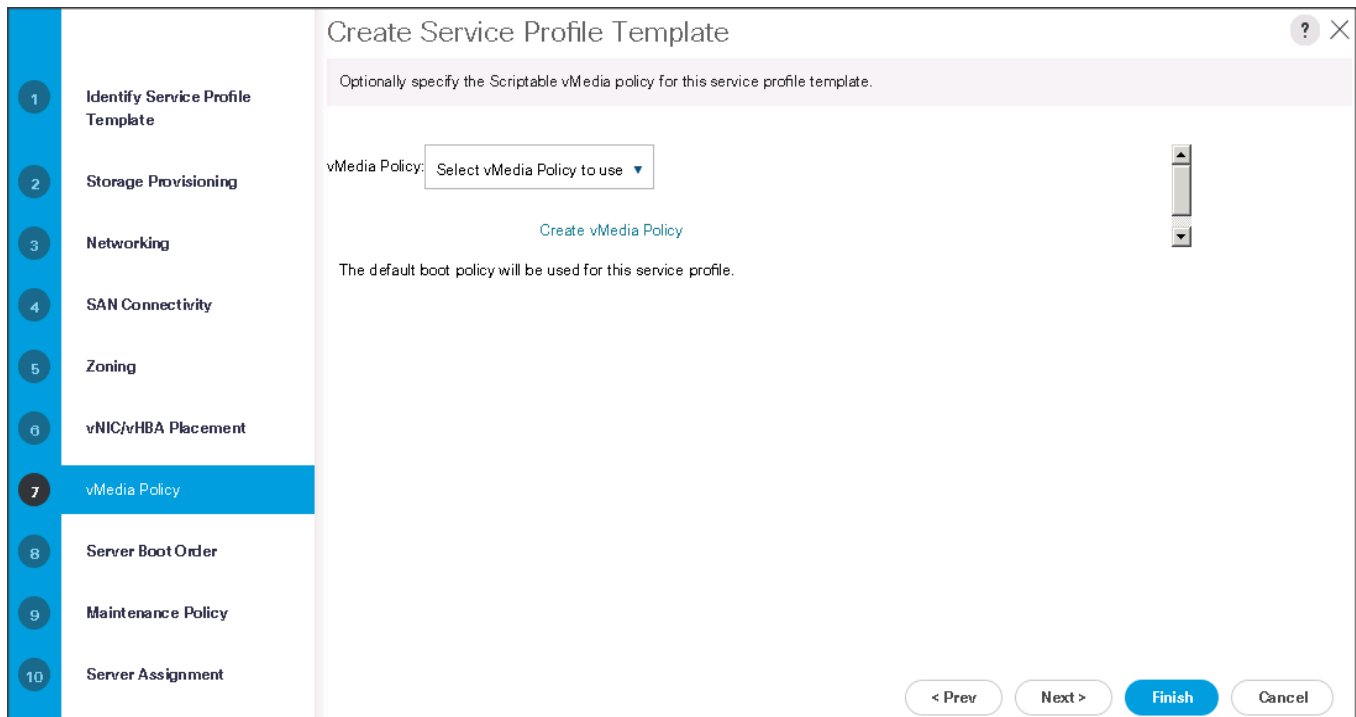 Create Service Profile Template
?
Optionally specify the Scriptable vMedia policy for this service profile template.
1
Identify Service Profile
Template
2
Storage Provisioning
3
Networking
4
SAN Connectivity
5
Zoning
6
vNIC/vHBA Placement
7
vMedia Policy
8
Server Boot Order
9
Maintenance Policy
10
Server Assignment
vMedia Policy:
Select vMedia Policy to use
Create vMedia Policy
The default boot policy will be used for this service profile.
< Prev
Next >
Finish
Cancel